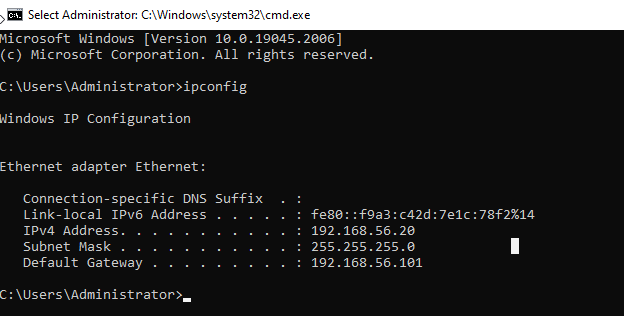 Select Administrator: C:\Windows\system32\cmd.exe
Microsoft Windows [Version 10.0.19045.2006]
(c) Microsoft Corporation. All rights reserved.
C:\Users\Administrator>ipconfig
Windows IP Configuration
Ethernet adapter Ethernet:
Connection-specific DNS Suffix  . :
Link-local IPv6 Address . . . . . : fe80::f9a3:c42d:7e1c:78f2%14
IPv4 Address. . . . . . . . . . . : 192.168.56.20
Subnet Mask . . . . . . . . . . . : 255.255.255.0
Default Gateway . . . . . . . . . : 192.168.56.101
C:\Users\Administrator>